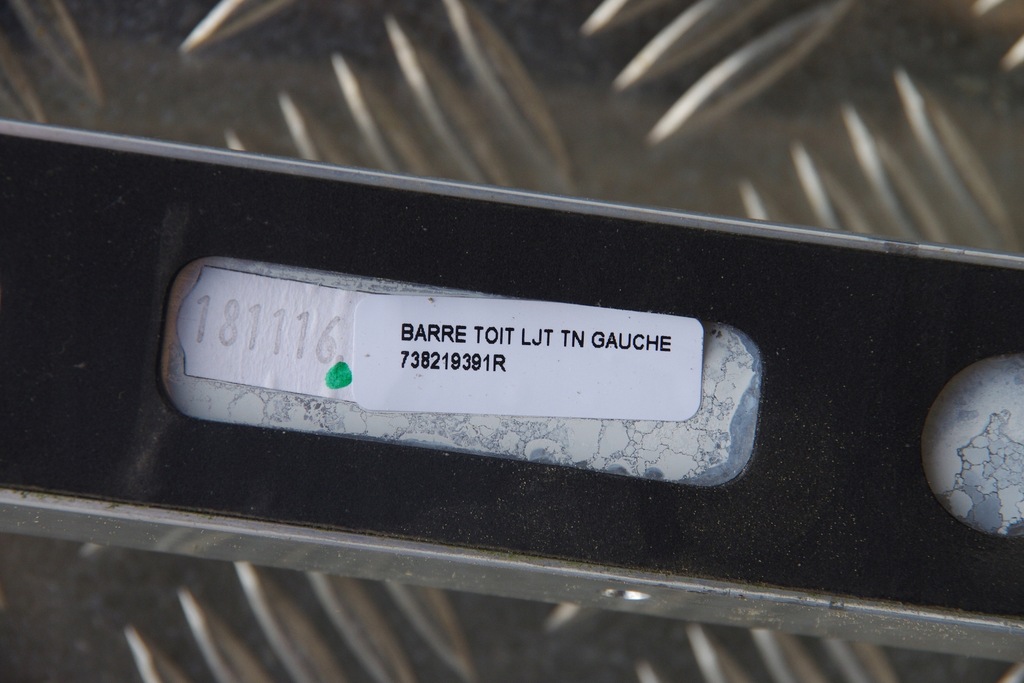 181116
BARRE TOIT LJT TN GAUCHE
738219391R